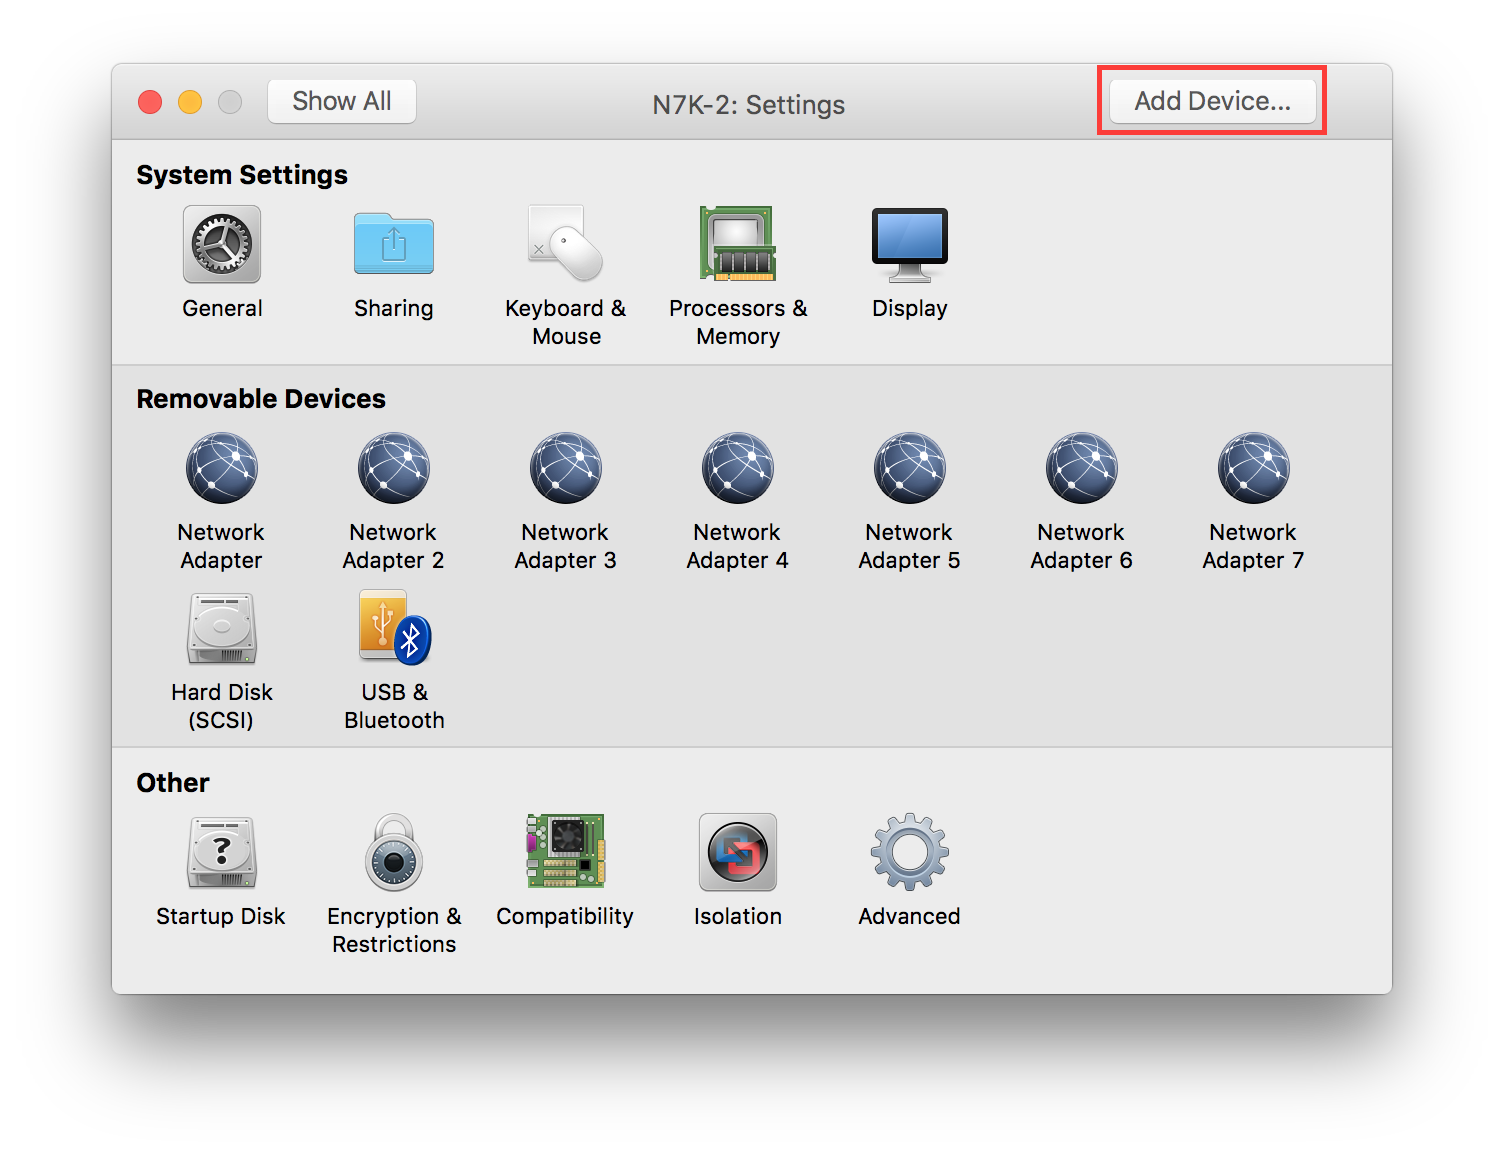 Show All
N7K-2: Settings
Add Device...
System Settings
General
Sharing
Keyboard &
Mouse
Processors &
Memory
Display
Removable Devices
Network
Adapter
Network
Adapter 2
Network
Adapter 3
Network
Adapter 4
Network
Adapter 5
Network
Adapter 6
Network
Adapter 7
Hard Disk
(SCSI)
USB &
Bluetooth
Other
?
Startup Disk
Encryption &
Restrictions
Compatibility
Isolation
Advanced